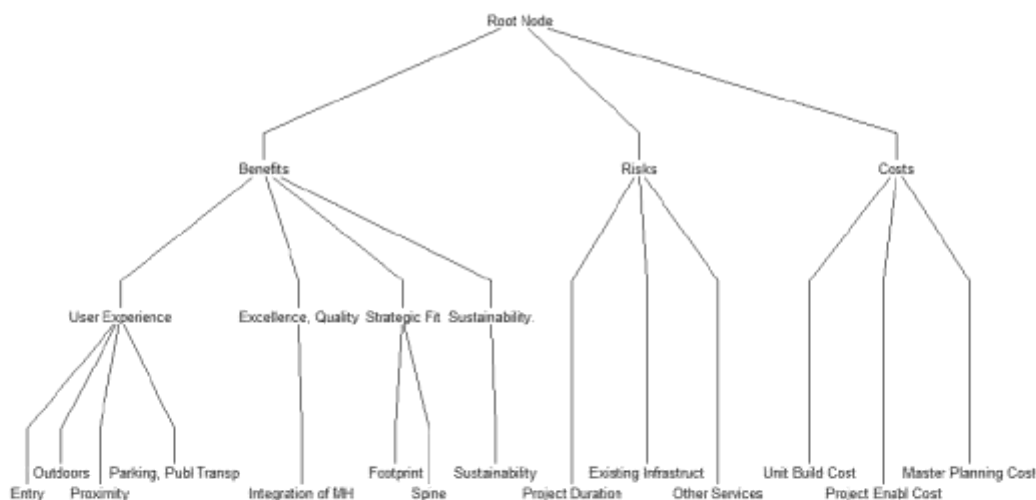 Root Node
Benefits Risks Costs
User Experience Excellence, Quality Strategic Fit Sustainability.
Outdoors Parking, Publ Transp Footprint Sustainability Existing Infrastruct Unit Build Cost Master Planning Cost
Entry Proximity Integration of MH Spine Project Duration Other Services Project Enabl Cost